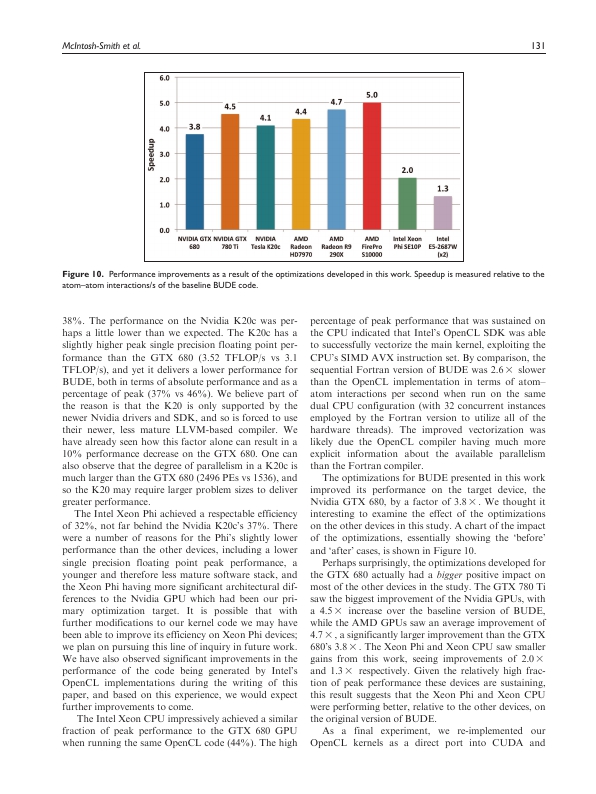 McIntosh-Smith et al.
131
6.0
5.0
4.0
3.0
2.0
1.0
0.0
Speedup
3.8
4.5
4.1
4.4
4.7
5.0
2.0
1.3
NVIDIA GTX 680
NVIDIA GTX 780 Ti
NVIDIA Tesla K20c
AMD Radeon HD7970
AMD Radeon R9 290X
AMD FirePro S10000
Intel Xeon Phi SE10P
Intel E5-2687W (x2)
Figure 10. Performance improvements as a result of the optimizations developed in this work. Speedup is measured relative to the
atom–atom interactions/s of the baseline BUDE code.
38%. The performance on the Nvidia K20c was per-
haps a little lower than we expected. The K20c has a
slightly higher peak single precision floating point per-
formance than the GTX 680 (3.52 TFLOP/s vs 3.1
TFLOP/s), and yet it delivers a lower performance for
BUDE, both in terms of absolute performance and as a
percentage of peak (37% vs 46%). We believe part of
the reason is that the K20 is only supported by the
newer Nvidia drivers and SDK, and so is forced to use
their newer, less mature LLVM-based compiler. We
have already seen how this factor alone can result in a
10% performance decrease on the GTX 680. One can
also observe that the degree of parallelism in a K20c is
much larger than the GTX 680 (2496 PEs vs 1536), and
so the K20 may require larger problem sizes to deliver
greater performance.
The Intel Xeon Phi achieved a respectable efficiency
of 32%, not far behind the Nvidia K20c's 37%. There
were a number of reasons for the Phi's slightly lower
performance than the other devices, including a lower
single precision floating point peak performance, a
younger and therefore less mature software stack, and
the Xeon Phi having more significant architectural dif-
ferences to the Nvidia GPU which had been our pri-
mary optimization target. It is possible that with
further modifications to our kernel code we may have
been able to improve its efficiency on Xeon Phi devices;
we plan on pursuing this line of inquiry in future work.
We have also observed significant improvements in the
performance of the code being generated by Intel's
OpenCL implementations during the writing of this
paper, and based on this experience, we would expect
further improvements to come.
The Intel Xeon CPU impressively achieved a similar
fraction of peak performance to the GTX 680 GPU
when running the same OpenCL code (44%). The high
percentage of peak performance that was sustained on
the CPU indicated that Intel's OpenCL SDK was able
to successfully vectorize the main kernel, exploiting the
CPU's SIMD AVX instruction set. By comparison, the
sequential Fortran version of BUDE was 2.6× slower
than the OpenCL implementation in terms of atom–
atom interactions per second when run on the same
dual CPU configuration (with 32 concurrent instances
employed by the Fortran version to utilize all of the
hardware threads). The improved vectorization was
likely due the OpenCL compiler having much more
explicit information about the available parallelism
than the Fortran compiler.
The optimizations for BUDE presented in this work
improved its performance on the target device, the
Nvidia GTX 680, by a factor of 3.8×. We thought it
interesting to examine the effect of the optimizations
on the other devices in this study. A chart of the impact
of the optimizations, essentially showing the 'before'
and 'after' cases, is shown in Figure 10.
Perhaps surprisingly, the optimizations developed for
the GTX 680 actually had a bigger positive impact on
most of the other devices in the study. The GTX 780 Ti
saw the biggest improvement of the Nvidia GPUs, with
a 4.5× increase over the baseline version of BUDE,
while the AMD GPUs saw an average improvement of
4.7×, a significantly larger improvement than the GTX
680's 3.8×. The Xeon Phi and Xeon CPU saw smaller
gains from this work, seeing improvements of 2.0×
and 1.3× respectively. Given the relatively high frac-
tion of peak performance these devices are sustaining,
this result suggests that the Xeon Phi and Xeon CPU
were performing better, relative to the other devices, on
the original version of BUDE.
As a final experiment, we re-implemented our
OpenCL kernels as a direct port into CUDA and